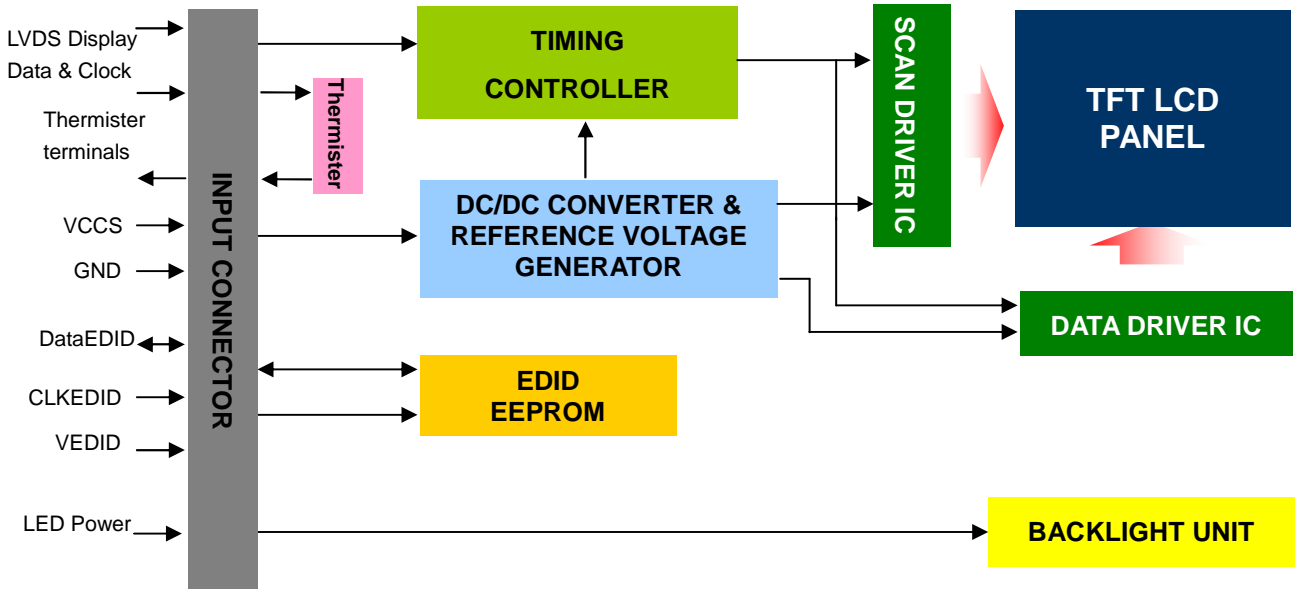 LVDS Display
Data & Clock
Thermister
terminals
VCCS
GND
DataEDID
CLKEDID
VEDID
LED Power
INPUT CONNECTOR
Thermister
TIMING
CONTROLLER
DC/DC CONVERTER &
REFERENCE VOLTAGE
GENERATOR
EDID
EEPROM
SCAN DRIVER IC
TFT LCD
PANEL
DATA DRIVER IC
BACKLIGHT UNIT